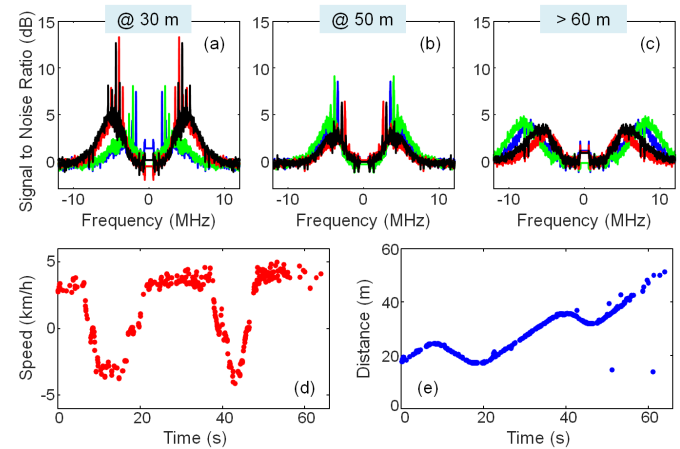 @ 30 m @ 50 m > 60 m
15 15 15
(a) (b) (c)
10 10 10
5 5 5
0 0 0
Signal to Noise Ratio (dB)
-10 0 10 -10 0 10 -10 0 10
Frequency (MHz) Frequency (MHz) Frequency (MHz)
5 60
40
0
20
-5 0
Speed (km/h) Distance (m)
(d) (e)
0 20 40 60 0 20 40 60
Time (s) Time (s)